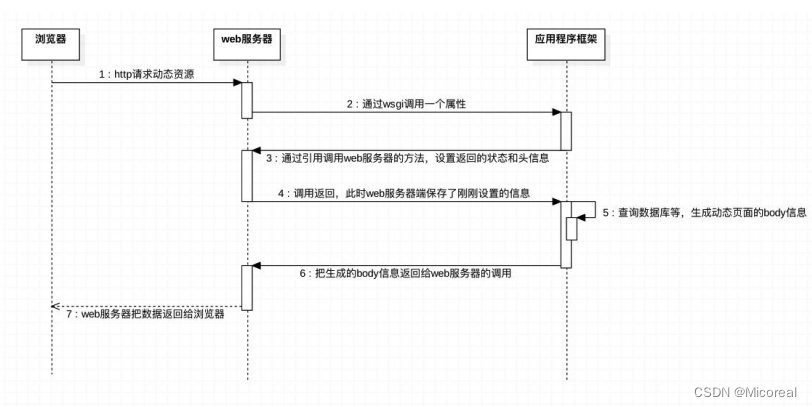 浏览器
web服务器
应用程序框架
1：http请求动态资源
2：通过wsgi调用一个属性
3：通过引用调用web服务器的方法，设置返回的状态和头信息
4：调用返回，此时web服务器端保存了刚刚设置的信息
5：查询数据库等，生成动态页面的body信息
6：把生成的body信息返回给web服务器的调用
7：web服务器把数据返回给浏览器
CSDN @Micoreal